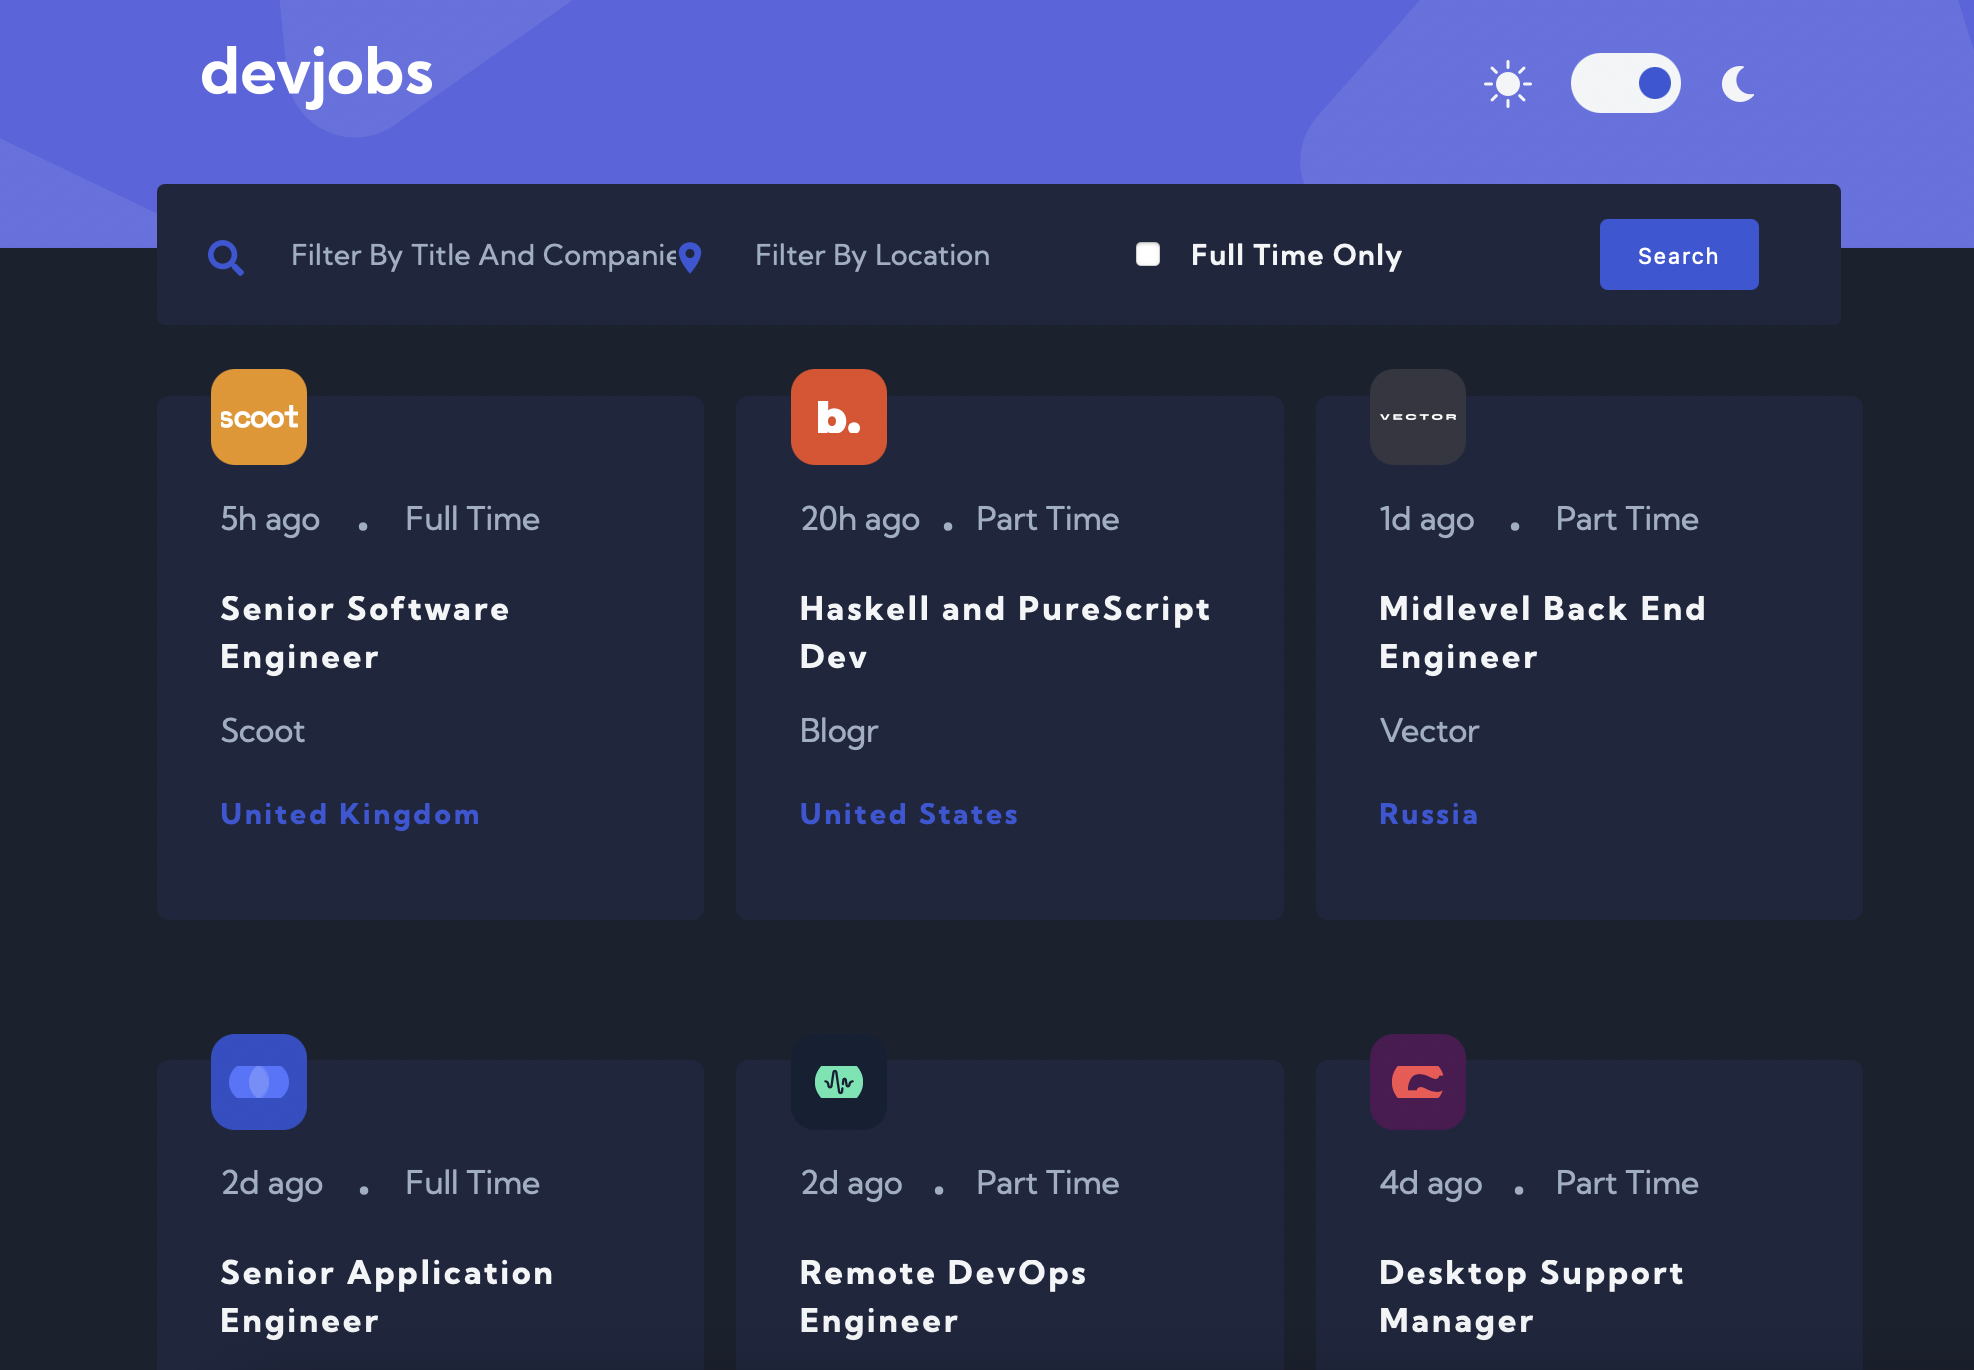 devjobs
Filter By Title And Companie
Filter By Location
Full Time Only
Search
scoot
b.
VECTOR
5h ago . Full Time
20h ago . Part Time
1d ago . Part Time
Senior Software
Engineer
Haskell and PureScript
Dev
Midlevel Back End
Engineer
Scoot
Blogr
Vector
United Kingdom
United States
Russia
2d ago . Full Time
2d ago . Part Time
4d ago . Part Time
Senior Application
Engineer
Remote DevOps
Engineer
Desktop Support
Manager